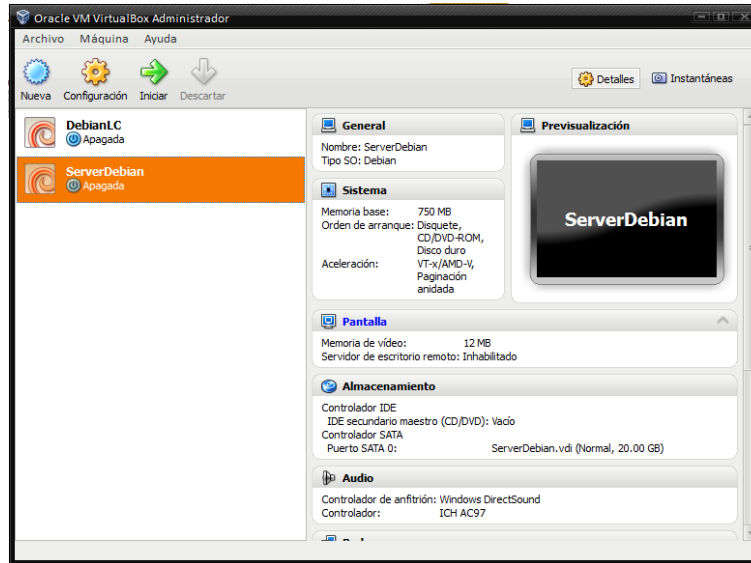 Oracle VM VirtualBox Administrador
Archivo Máquina Ayuda
Nueva Configuración Iniciar Descartar
Detalles Instantáneas
DebianLC
Apagada
ServerDebian
Apagada
General
Nombre: ServerDebian
Tipo SO: Debian
Sistema
Memoria base: 750 MB
Orden de arranque: Disquete,
CD/DVD-ROM,
Disco duro
Aceleración: VT-x/AMD-V,
Paginación
anidada
Previsualización
ServerDebian
Pantalla
Memoria de vídeo: 12 MB
Servidor de escritorio remoto: Inhabilitado
Almacenamiento
Controlador IDE
IDE secundario maestro (CD/DVD): Vacío
Controlador SATA
Puerto SATA 0: ServerDebian.vdi (Normal, 20.00 GB)
Audio
Controlador de anfitrión: Windows DirectSound
Controlador: ICH AC97